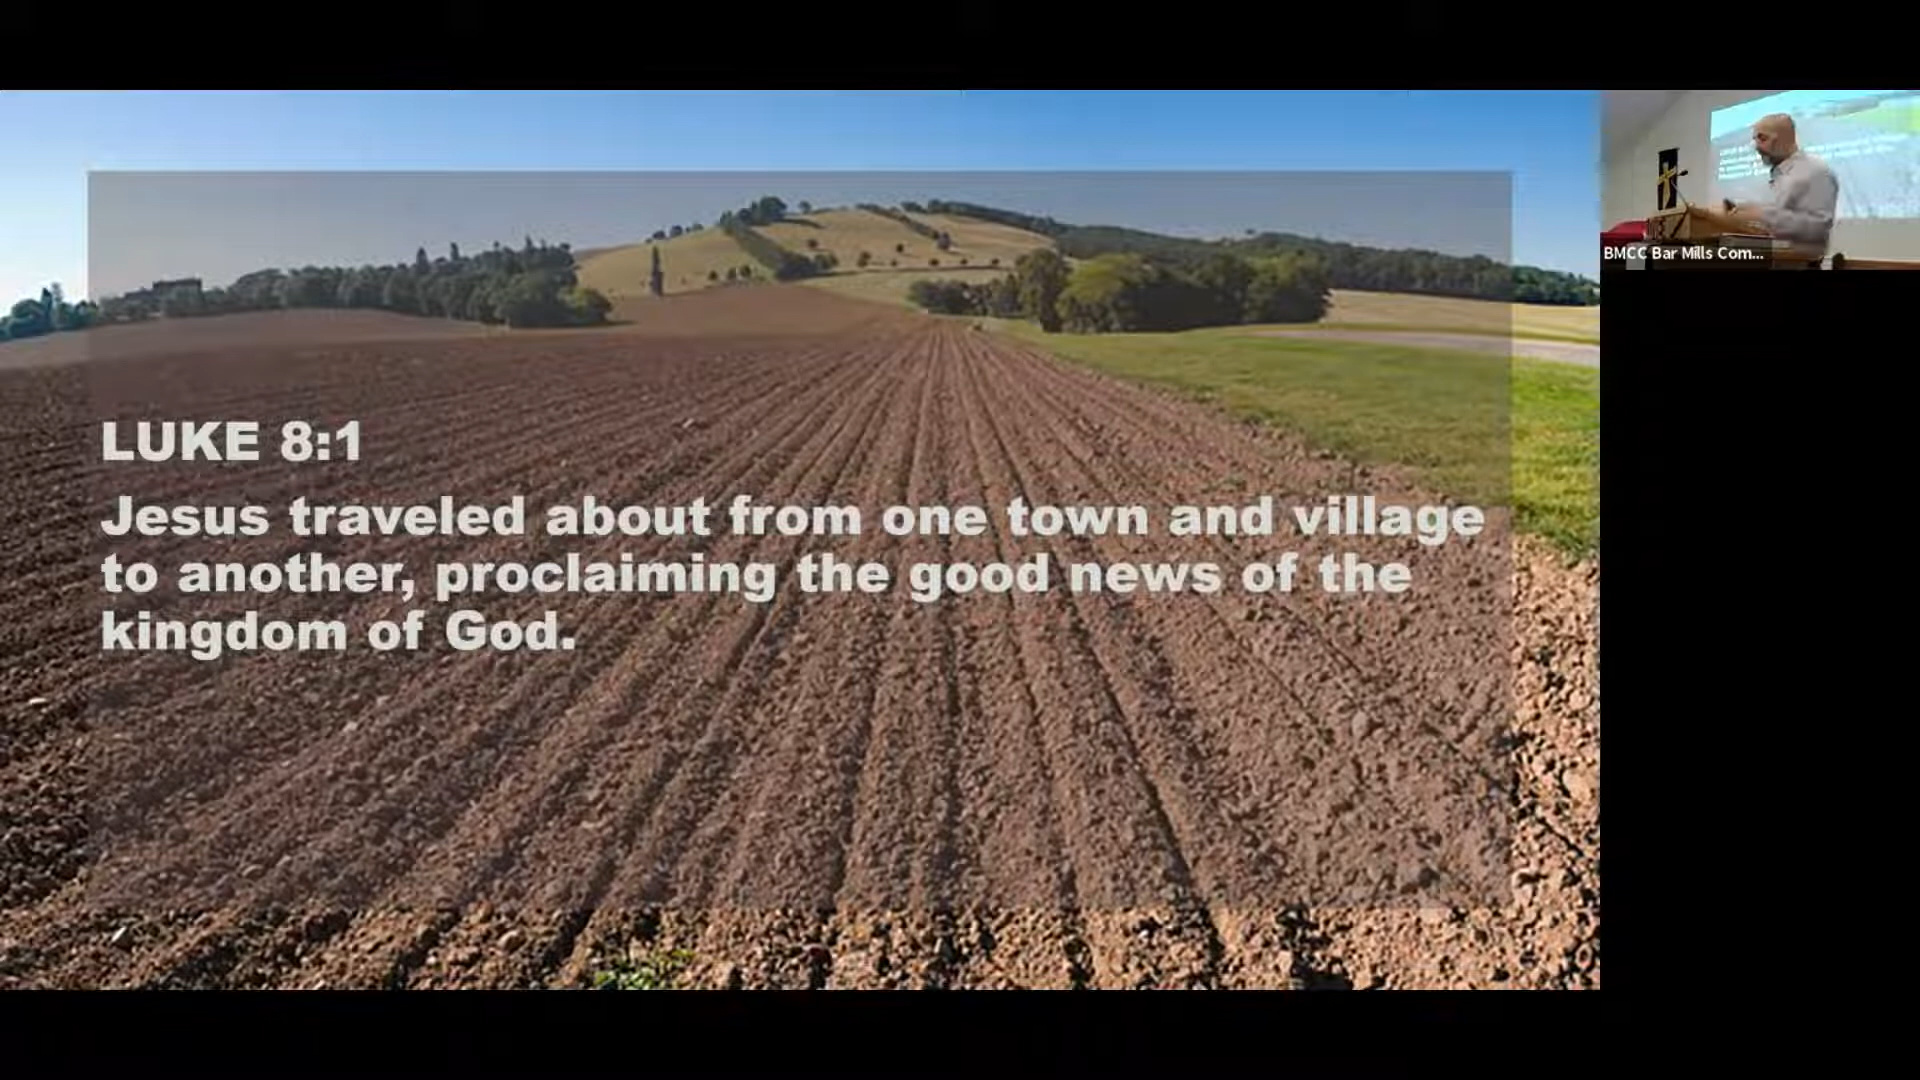 LUKE 8:1
Jesus traveled about from one town and village
to another, proclaiming the good news of the
kingdom of God.
BMCC Bar Mills Com...